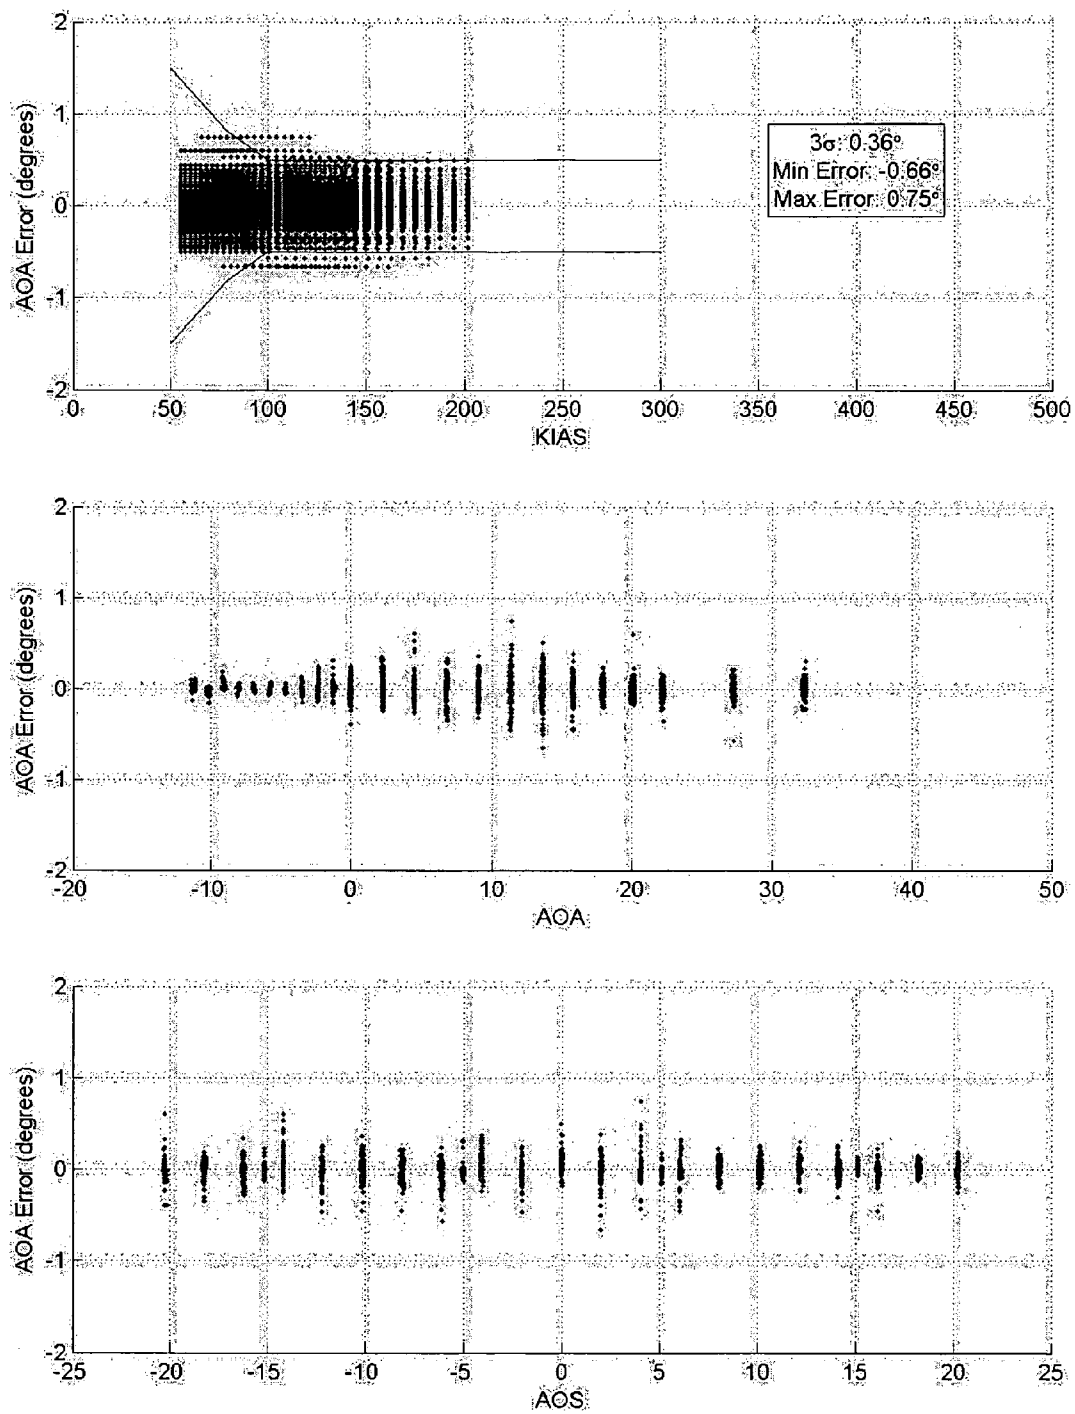 2
1
0
-1
-2
AOA Error (degrees)
3σ: 0.36°
Min Error: -0.66°
Max Error: 0.75°
0 50 100 150 200 250 300 350 400 450 500
KIAS
2
1
0
-1
-2
AOA Error (degrees)
-20 -10 0 10 20 30 40 50
AOA
2
1
0
-1
-2
AOA Error (degrees)
-25 -20 -15 -10 -5 0 5 10 15 20 25
AOS